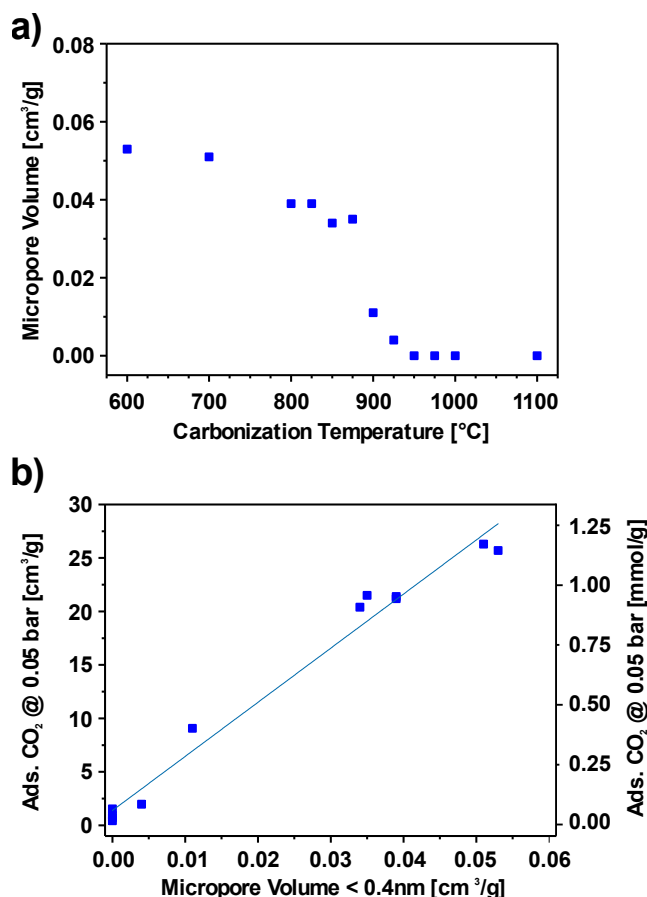 a)
0.08
0.06
0.04
0.02
0.00
Micropore Volume [cm³/g]
600 700 800 900 1000 1100
Carbonization Temperature [°C]
b)
30
25
20
15
10
5
0
Ads. CO₂ @ 0.05 bar [cm³/g]
1.25
1.00
0.75
0.50
0.25
0.00
Ads. CO₂ @ 0.05 bar [mmol/g]
0.00 0.01 0.02 0.03 0.04 0.05 0.06
Micropore Volume < 0.4nm [cm³/g]